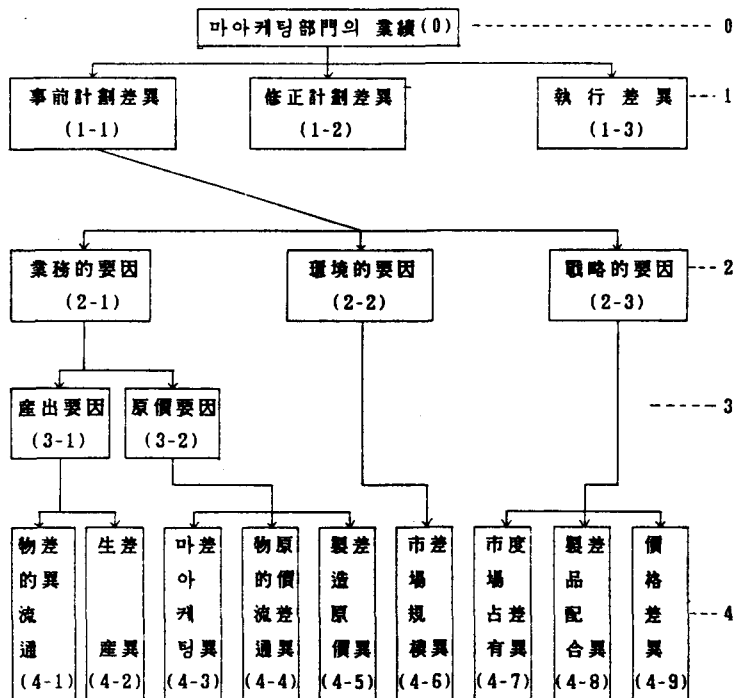 마아케팅部門의 業績(0)
0
事前計劃差異
(1-1)
修正計劃差異
(1-2)
執行差異
(1-3)
1
業務的要因
(2-1)
環境的要因
(2-2)
戰略的要因
(2-3)
2
産出要因
(3-1)
原價要因
(3-2)
3
物的流通
差異
(4-1)
生産
差異
(4-2)
마아케팅
差異
(4-3)
物的流通
原價差異
(4-4)
製造原價
差異
(4-5)
市場規模
差異
(4-6)
市場占有
度差異
(4-7)
製品配合
差異
(4-8)
價格差異
(4-9)
4